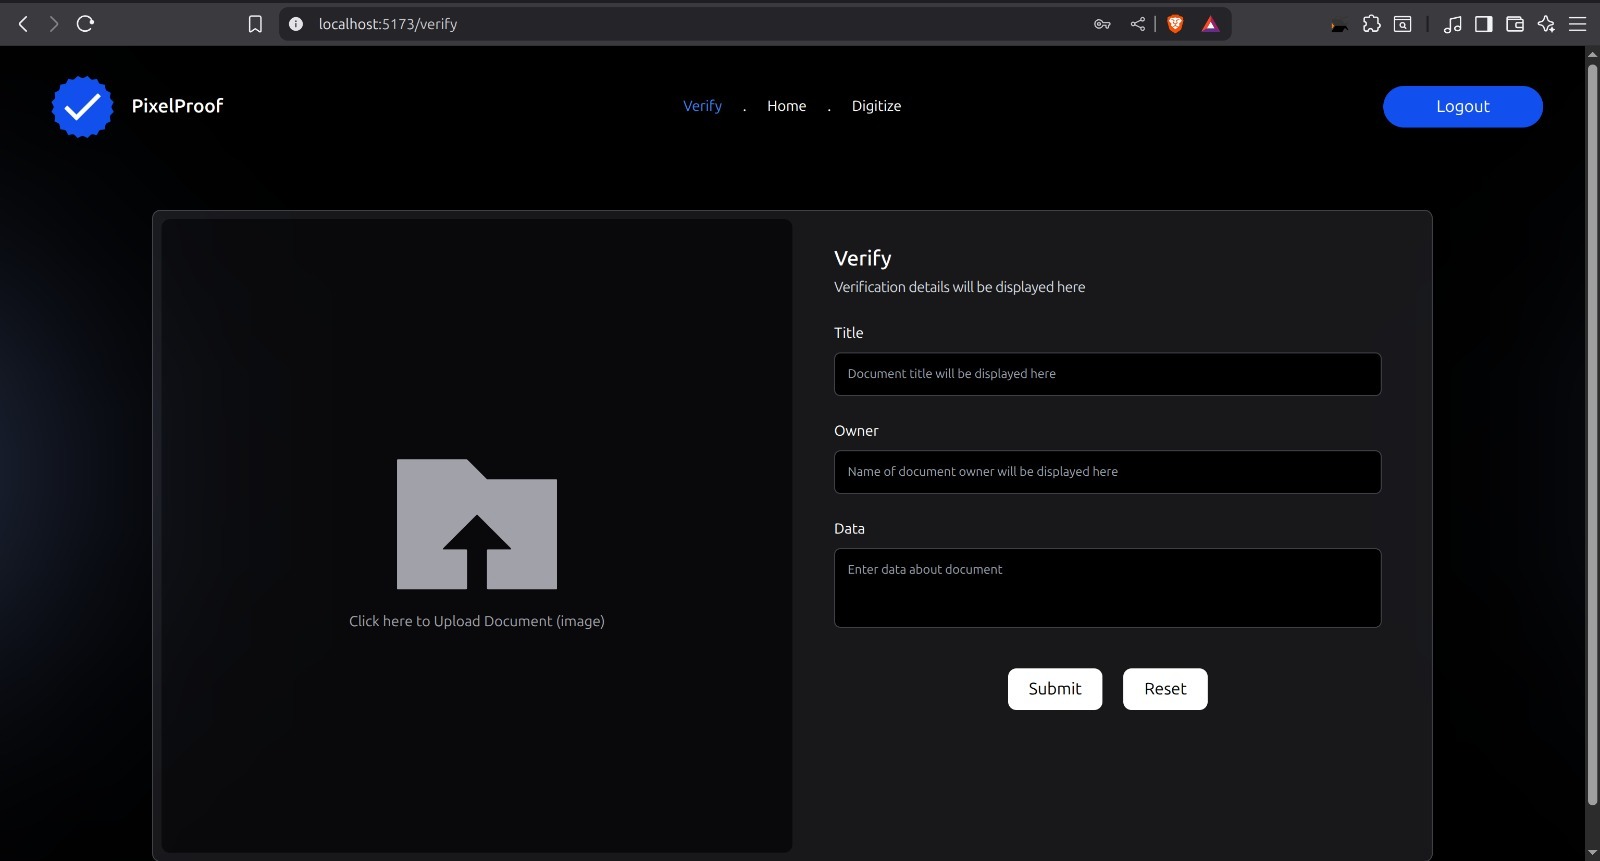 localhost:5173/verify
PixelProof
Verify . Home . Digitize
Logout
Verify
Verification details will be displayed here
Title
Document title will be displayed here
Owner
Name of document owner will be displayed here
Data
Enter data about document
Click here to Upload Document (image)
Submit
Reset